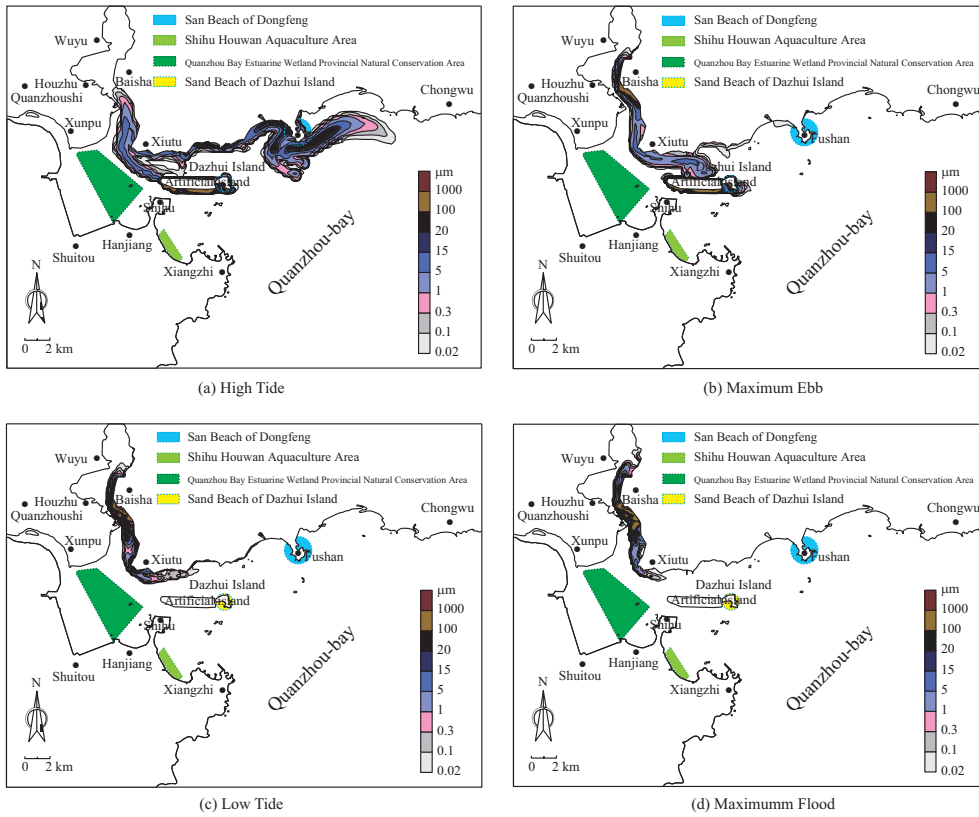 San Beach of Dongfeng
Shihu Houwan Aquaculture Area
Quanzhou Bay Estuarine Wetland Provincial Natural Conservation Area
Sand Beach of Dazhui Island
Wuyu
Houzhu
Baisha
Quanzhoushi
Chongwu
Xunpu
Xiutu
Dazhui Island
Artificial Island
Shihu
Hanjiang
Shuitou
Xiangzhi
Quanzhou-bay
N
0 2 km
μm
1000
100
20
15
5
1
0.3
0.1
0.02
(a) High Tide
San Beach of Dongfeng
Shihu Houwan Aquaculture Area
Quanzhou Bay Estuarine Wetland Provincial Natural Conservation Area
Sand Beach of Dazhui Island
Wuyu
Houzhu
Baisha
Quanzhoushi
Chongwu
Xunpu
Xiutu
Fushan
Dazhui Island
Artificial Island
Shihu
Hanjiang
Shuitou
Xiangzhi
Quanzhou-bay
N
0 2 km
μm
1000
100
20
15
5
1
0.3
0.1
0.02
(b) Maximum Ebb
San Beach of Dongfeng
Shihu Houwan Aquaculture Area
Quanzhou Bay Estuarine Wetland Provincial Natural Conservation Area
Sand Beach of Dazhui Island
Wuyu
Houzhu
Baisha
Quanzhoushi
Chongwu
Xunpu
Xiutu
Fushan
Dazhui Island
Artificial Island
Shihu
Hanjiang
Shuitou
Xiangzhi
Quanzhou-bay
N
0 2 km
μm
1000
100
20
15
5
1
0.3
0.1
0.02
(c) Low Tide
San Beach of Dongfeng
Shihu Houwan Aquaculture Area
Quanzhou Bay Estuarine Wetland Provincial Natural Conservation Area
Sand Beach of Dazhui Island
Wuyu
Houzhu
Baisha
Quanzhoushi
Chongwu
Xunpu
Xiutu
Fushan
Dazhui Island
Artificial Island
Shihu
Hanjiang
Shuitou
Xiangzhi
Quanzhou-bay
N
0 2 km
μm
1000
100
20
15
5
1
0.3
0.1
0.02
(d) Maximumm Flood